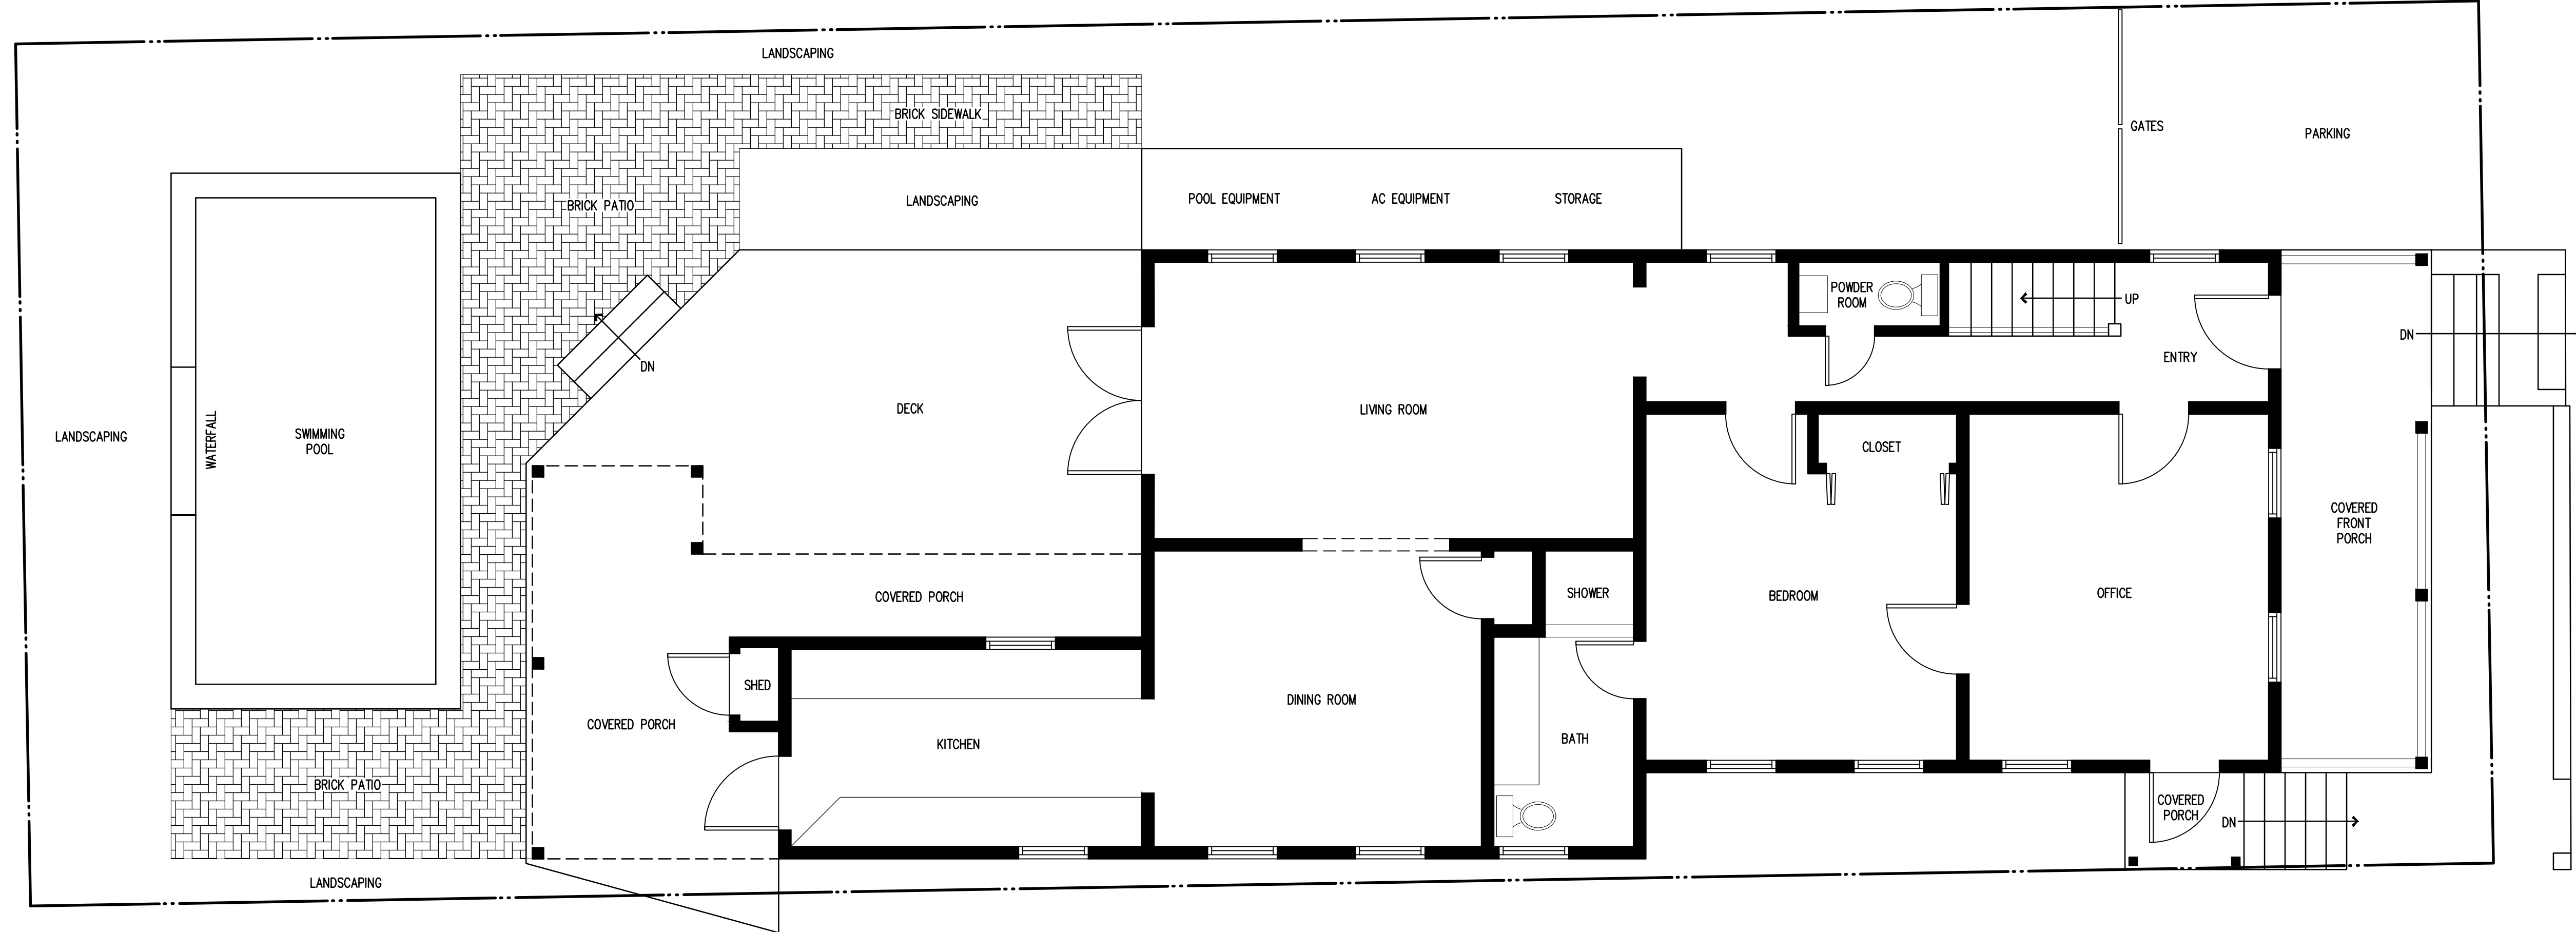 LANDSCAPING
BRICK SIDEWALK
GATES
PARKING
BRICK PATIO
LANDSCAPING
POOL EQUIPMENT
AC EQUIPMENT
STORAGE
POWDER
ROOM
UP
DN
ENTRY
DN
DECK
LIVING ROOM
LANDSCAPING
WATERFALL
SWIMMING
POOL
CLOSET
COVERED
FRONT
PORCH
COVERED PORCH
SHOWER
BEDROOM
OFFICE
SHED
COVERED PORCH
KITCHEN
DINING ROOM
BATH
BRICK PATIO
COVERED
PORCH
DN
LANDSCAPING